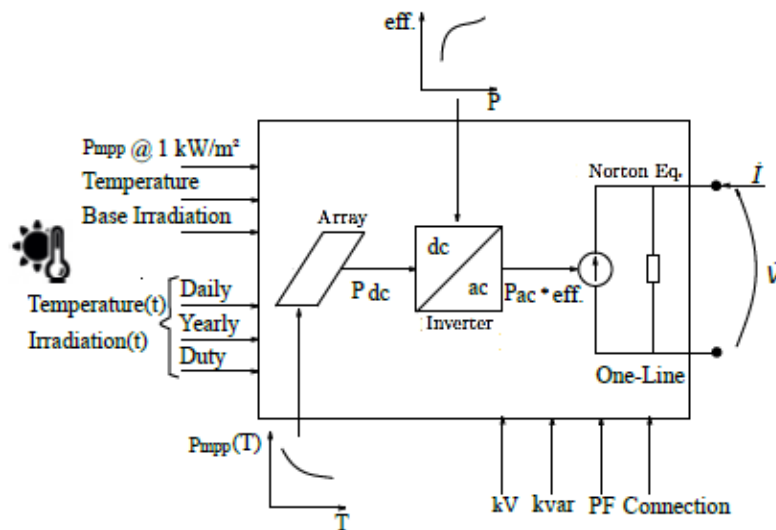 eff.
P
Pmpp @ 1 kW/m²
Temperature
Base Irradiation
Array
Norton Eq.
İ
dc
ac
P dc
Pac * eff.
Inverter
V̇
Temperature(t)
Irradiation(t)
Daily
Yearly
Duty
One-Line
Pmpp(T)
T
kV kvar PF Connection